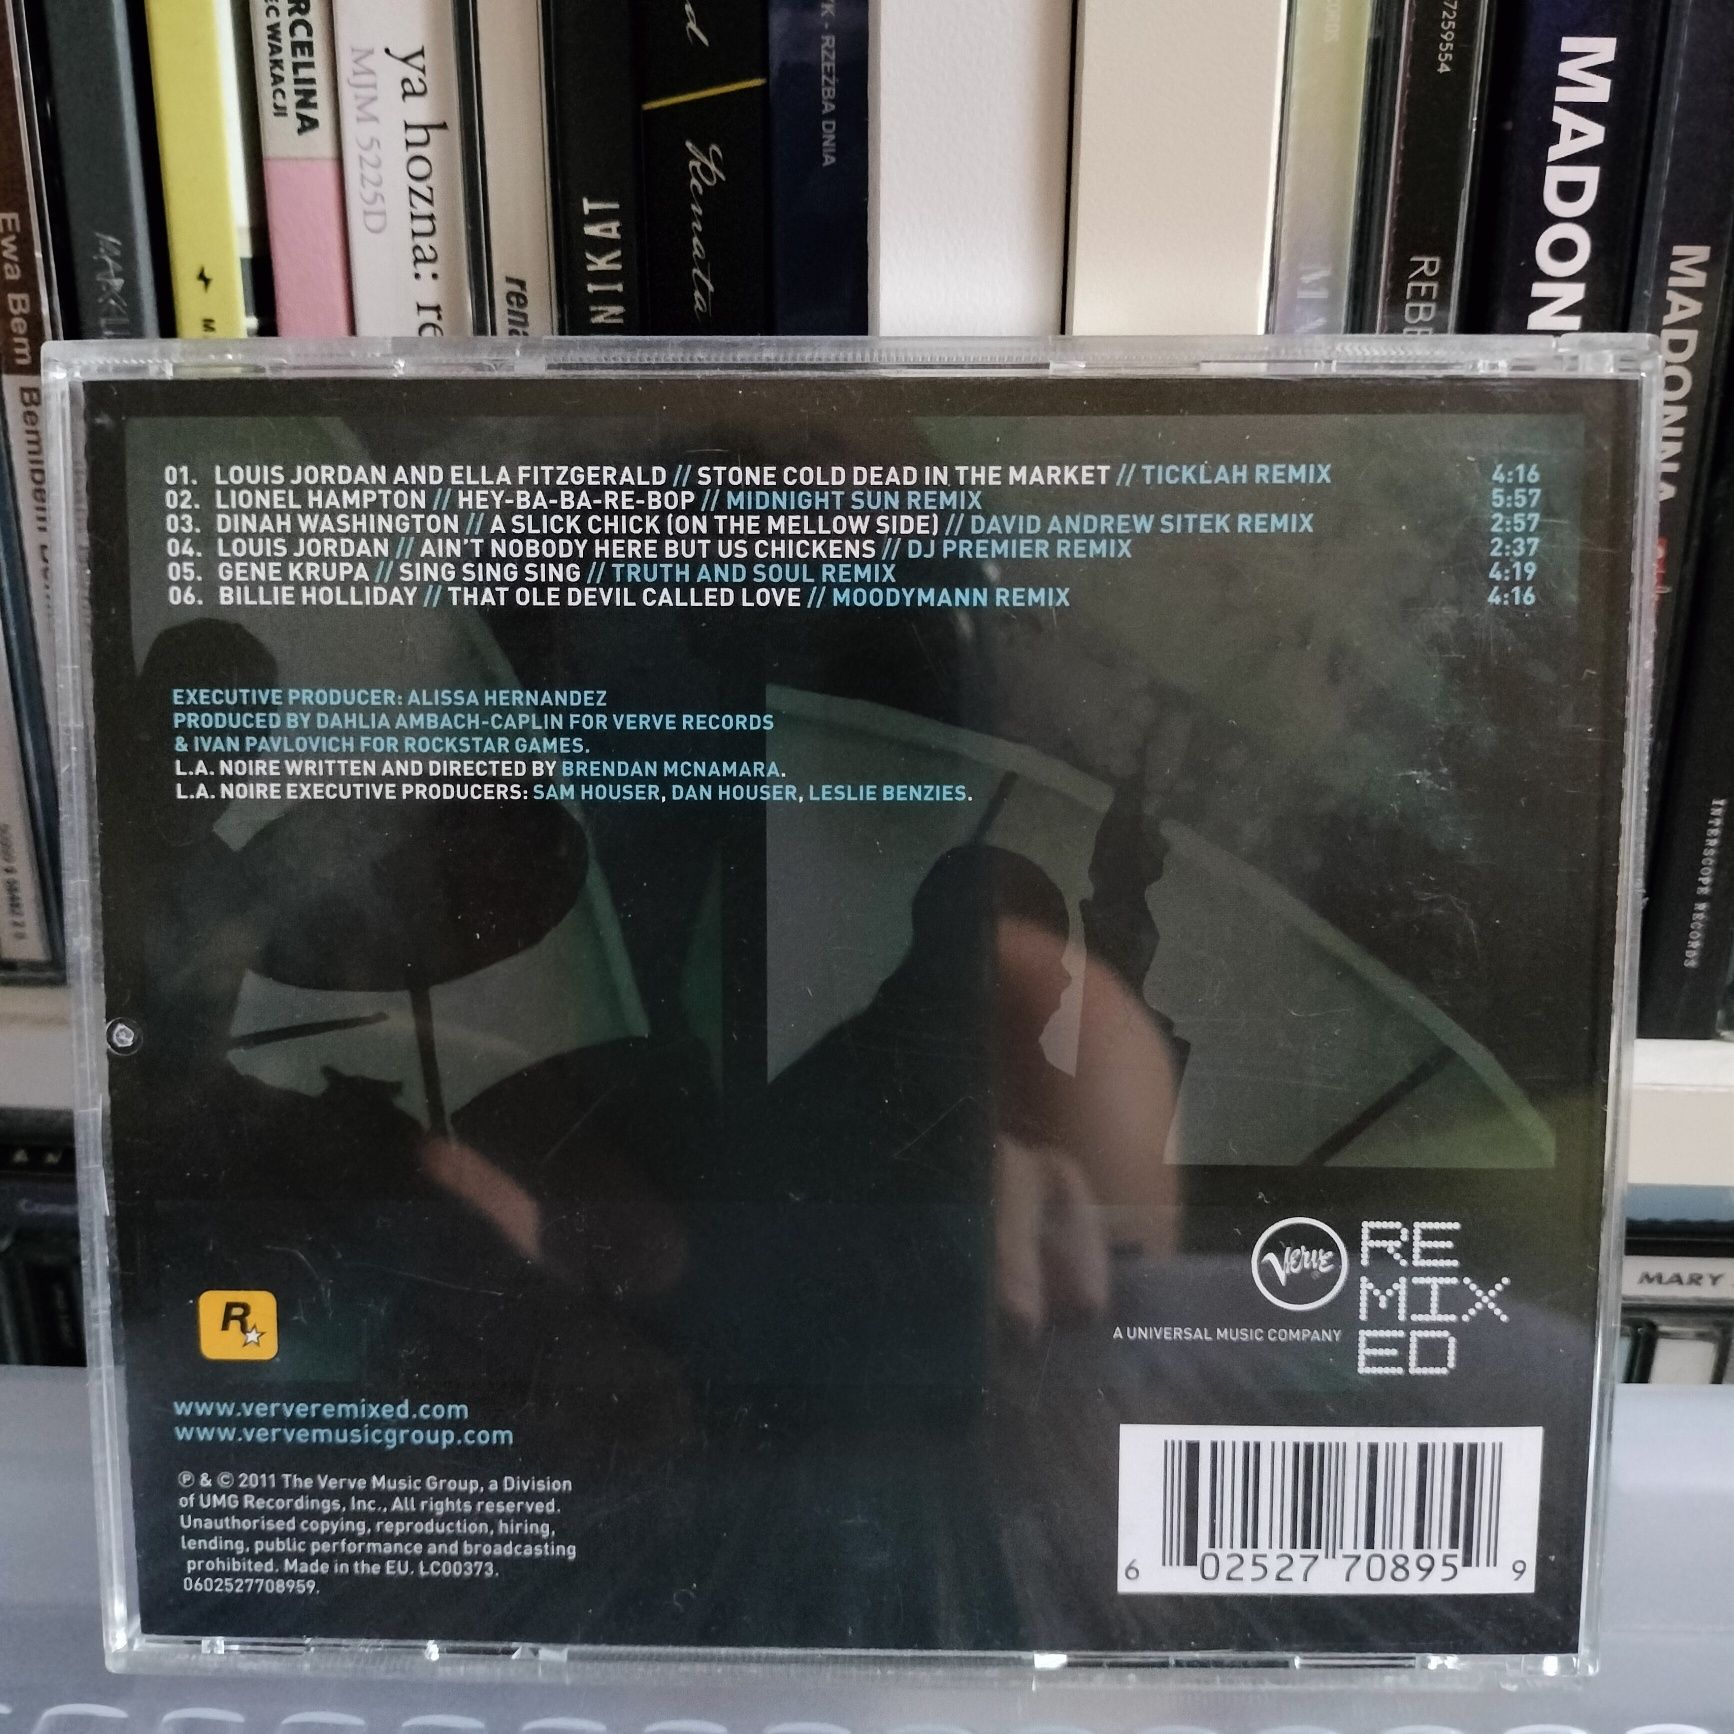 Ewa Bem
Bemibem
RCELINA
EC WAKACJI
ya hozna: re
MJM 5225D
rena
NIKAT
Renata
YK - RZEŹBA DNIA
7259554
REBE
MADONN
MADONNA
INTERSCOPE RECORDS
MARY
01. LOUIS JORDAN AND ELLA FITZGERALD // STONE COLD DEAD IN THE MARKET // TICKLAH REMIX 4:16
02. LIONEL HAMPTON // HEY-BA-BA-RE-BOP // MIDNIGHT SUN REMIX 5:57
03. DINAH WASHINGTON // A SLICK CHICK (ON THE MELLOW SIDE) // DAVID ANDREW SITEK REMIX 2:57
04. LOUIS JORDAN // AIN'T NOBODY HERE BUT US CHICKENS // DJ PREMIER REMIX 2:37
05. GENE KRUPA // SING SING SING // TRUTH AND SOUL REMIX 4:19
06. BILLIE HOLLIDAY // THAT OLE DEVIL CALLED LOVE // MOODYMANN REMIX 4:16
EXECUTIVE PRODUCER: ALISSA HERNANDEZ
PRODUCED BY DAHLIA AMBACH-CAPLIN FOR VERVE RECORDS
& IVAN PAVLOVICH FOR ROCKSTAR GAMES.
L.A. NOIRE WRITTEN AND DIRECTED BY BRENDAN MCNAMARA.
L.A. NOIRE EXECUTIVE PRODUCERS: SAM HOUSER, DAN HOUSER, LESLIE BENZIES.
R
Verve
RE
MIX
ED
A UNIVERSAL MUSIC COMPANY
www.ververemixed.com
www.vervemusicgroup.com
℗ & © 2011 The Verve Music Group, a Division
of UMG Recordings, Inc., All rights reserved.
Unauthorised copying, reproduction, hiring,
lending, public performance and broadcasting
prohibited. Made in the EU. LC00373.
0602527708959.
6 02527 70895 9